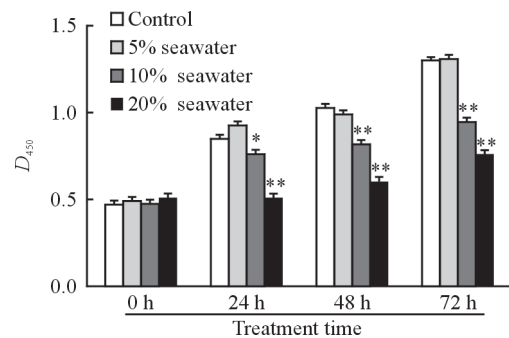 1.5
1.0
0.5
0.0
D450
Control
5% seawater
10% seawater
20% seawater
*
**
**
**
**
**
0 h
24 h
48 h
72 h
Treatment time